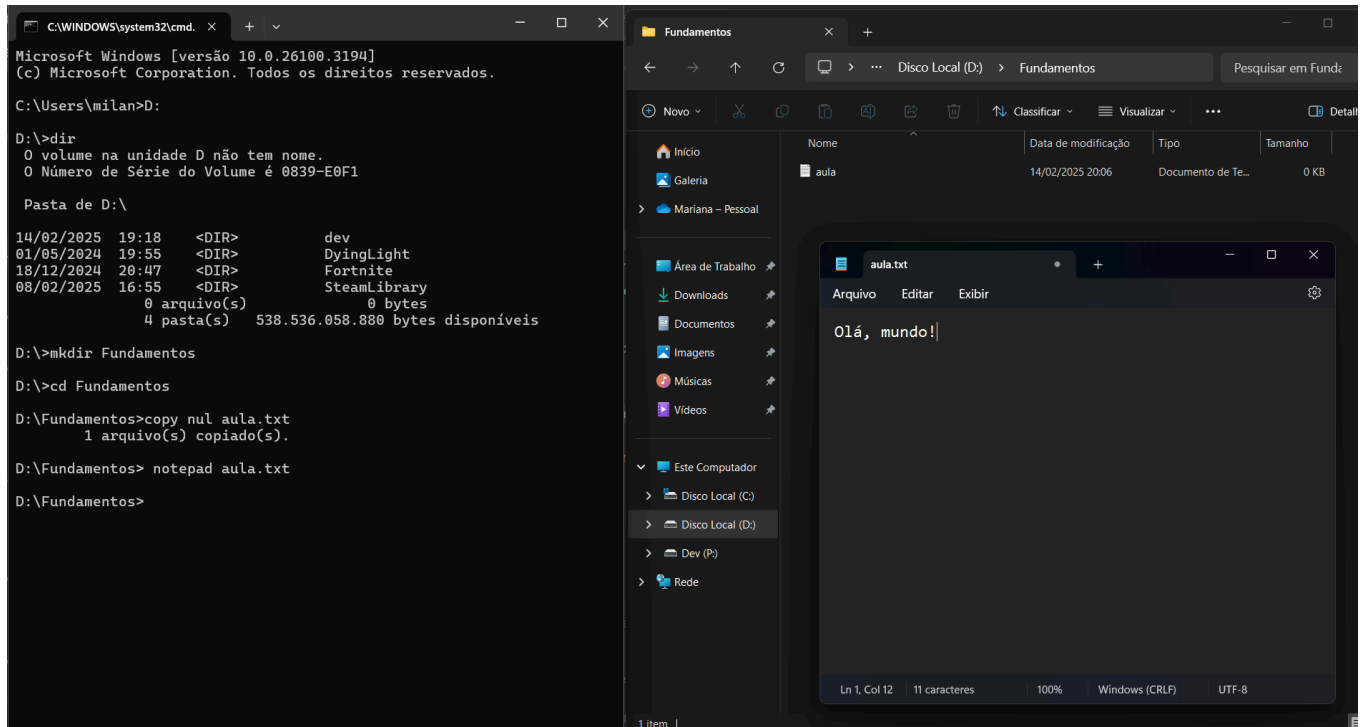 C:\WINDOWS\system32\cmd.
Microsoft Windows [versão 10.0.26100.3194]
(c) Microsoft Corporation. Todos os direitos reservados.
C:\Users\milan>D:
D:\>dir
O volume na unidade D não tem nome.
O Número de Série do Volume é 0839-E0F1
Pasta de D:\
14/02/2025  19:18    <DIR>          dev
01/05/2024  19:55    <DIR>          DyingLight
18/12/2024  20:47    <DIR>          Fortnite
08/02/2025  16:55    <DIR>          SteamLibrary
0 arquivo(s)              0 bytes
4 pasta(s)   538.536.058.880 bytes disponíveis
D:\>mkdir Fundamentos
D:\>cd Fundamentos
D:\Fundamentos>copy nul aula.txt
1 arquivo(s) copiado(s).
D:\Fundamentos> notepad aula.txt
D:\Fundamentos>
Fundamentos
Disco Local (D:) Fundamentos Pesquisar em Funda
Novo Classificar Visualizar Detalh
Nome Data de modificação Tipo Tamanho
aula 14/02/2025 20:06 Documento de Te... 0 KB
Início
Galeria
Mariana – Pessoal
Área de Trabalho
Downloads
Documentos
Imagens
Músicas
Vídeos
Este Computador
Disco Local (C:)
Disco Local (D:)
Dev (P:)
Rede
1 item
aula.txt
Arquivo Editar Exibir
Olá, mundo!
Ln 1, Col 12 11 caracteres 100% Windows (CRLF) UTF-8